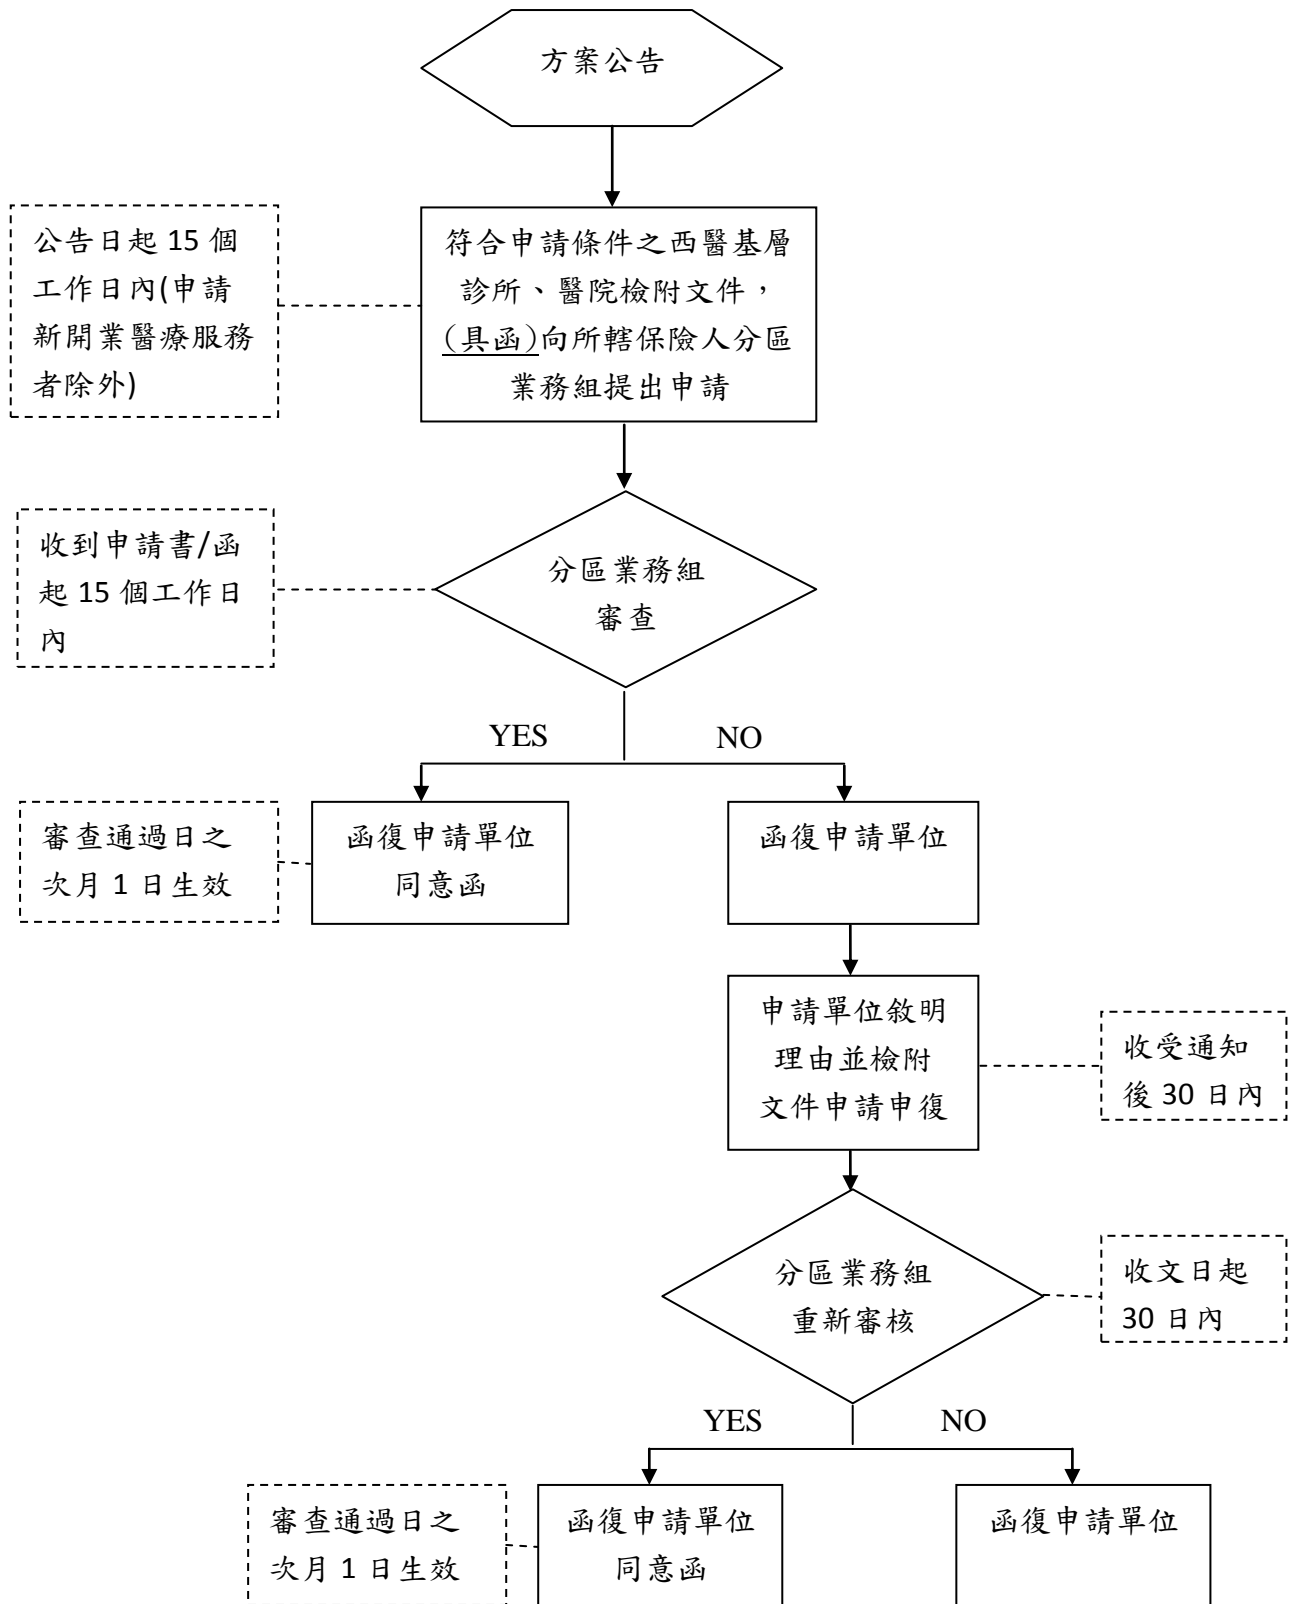 方案公告
公告日起 15 個
工作日內(申請
新開業醫療服務
者除外)
符合申請條件之西醫基層
診所、醫院檢附文件，
(具函)向所轄保險人分區
業務組提出申請
收到申請書/函
起 15 個工作日
內
分區業務組
審查
YES
NO
審查通過日之
次月 1 日生效
函復申請單位
同意函
函復申請單位
申請單位敘明
理由並檢附
文件申請申復
收受通知
後 30 日內
分區業務組
重新審核
收文日起
30 日內
YES
NO
審查通過日之
次月 1 日生效
函復申請單位
同意函
函復申請單位